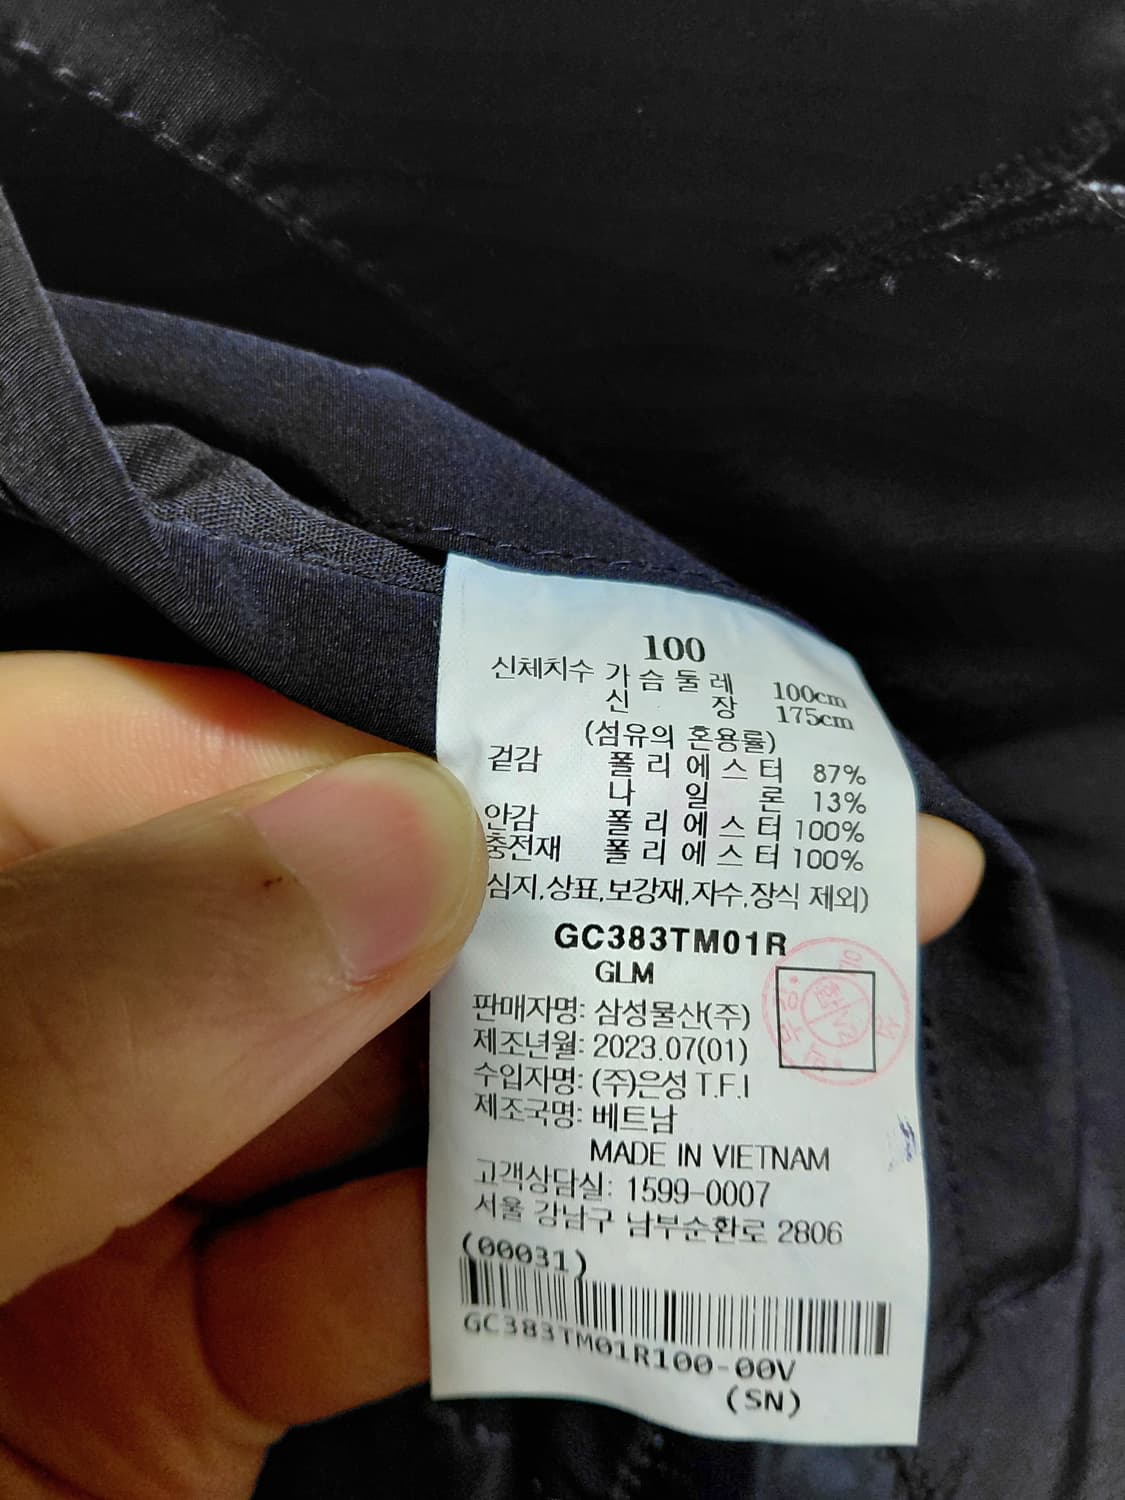 100
신체치수 가슴둘레 100cm
신장 175cm
(섬유의 혼용률)
겉감 폴리에스터 87%
나일론 13%
안감 폴리에스터 100%
충전재 폴리에스터 100%
심지,상표,보강재,자수,장식 제외)
GC383TM01R
GLM
판매자명: 삼성물산(주)
제조년월: 2023.07(01)
수입자명: (주)은성 T.F.I
제조국명: 베트남
MADE IN VIETNAM
고객상담실: 1599-0007
서울 강남구 남부순환로 2806
(00031)
GC383TM01R100-00V
(SN)